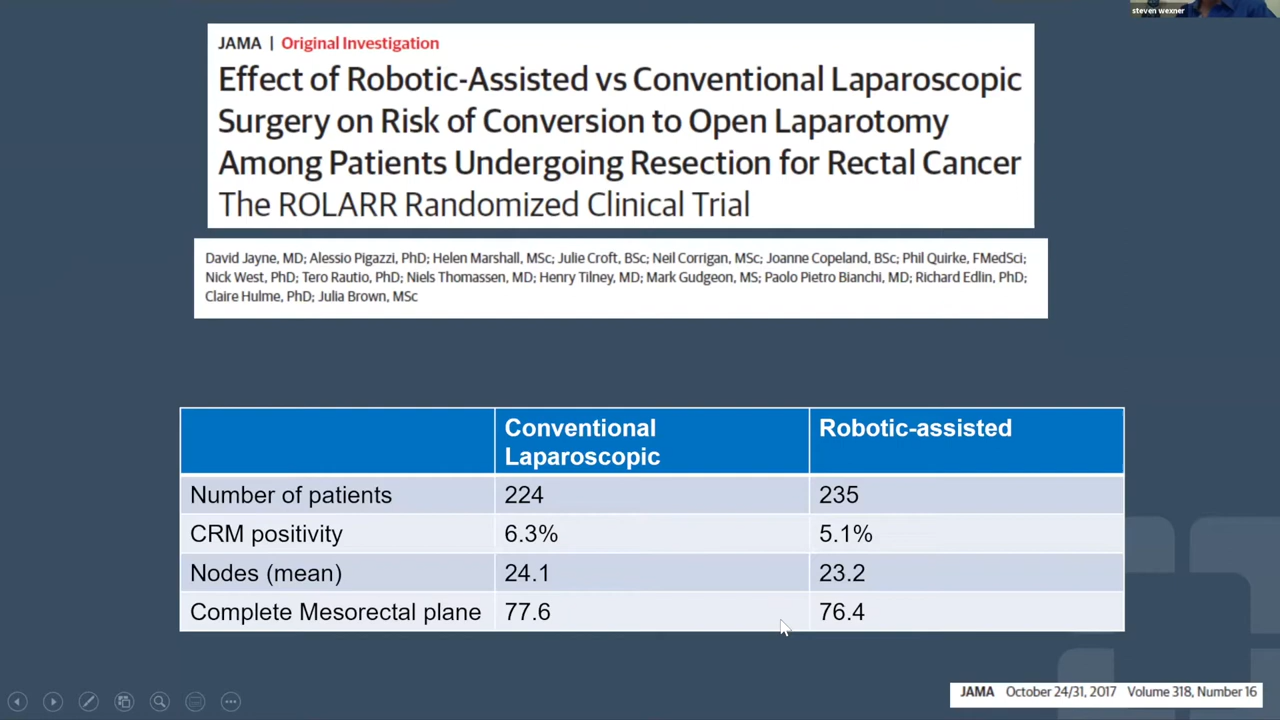 steven wexner
JAMA | Original Investigation
Effect of Robotic-Assisted vs Conventional Laparoscopic
Surgery on Risk of Conversion to Open Laparotomy
Among Patients Undergoing Resection for Rectal Cancer
The ROLARR Randomized Clinical Trial
David Jayne, MD; Alessio Pigazzi, PhD; Helen Marshall, MSc; Julie Croft, BSc; Neil Corrigan, MSc; Joanne Copeland, BSc; Phil Quirke, FMedSci;
Nick West, PhD; Tero Rautio, PhD; Niels Thomassen, MD; Henry Tilney, MD; Mark Gudgeon, MS; Paolo Pietro Bianchi, MD; Richard Edlin, PhD;
Claire Hulme, PhD; Julia Brown, MSc
Conventional Laparoscopic Robotic-assisted
Number of patients 224 235
CRM positivity 6.3% 5.1%
Nodes (mean) 24.1 23.2
Complete Mesorectal plane 77.6 76.4
JAMA October 24/31, 2017 Volume 318, Number 16